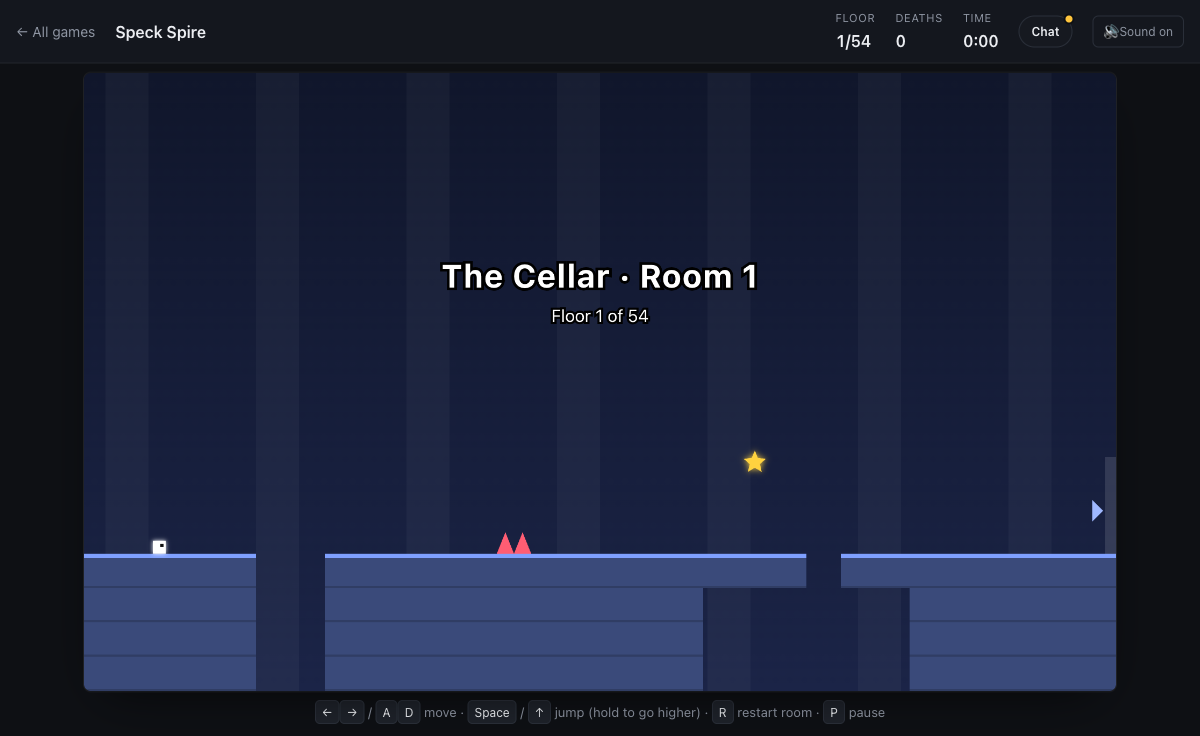 ← All games
Speck Spire
FLOOR
1/54
DEATHS
0
TIME
0:00
Chat
🔊Sound on
The Cellar · Room 1
Floor 1 of 54
← → / A D move · Space / ↑ jump (hold to go higher) · R restart room · P pause